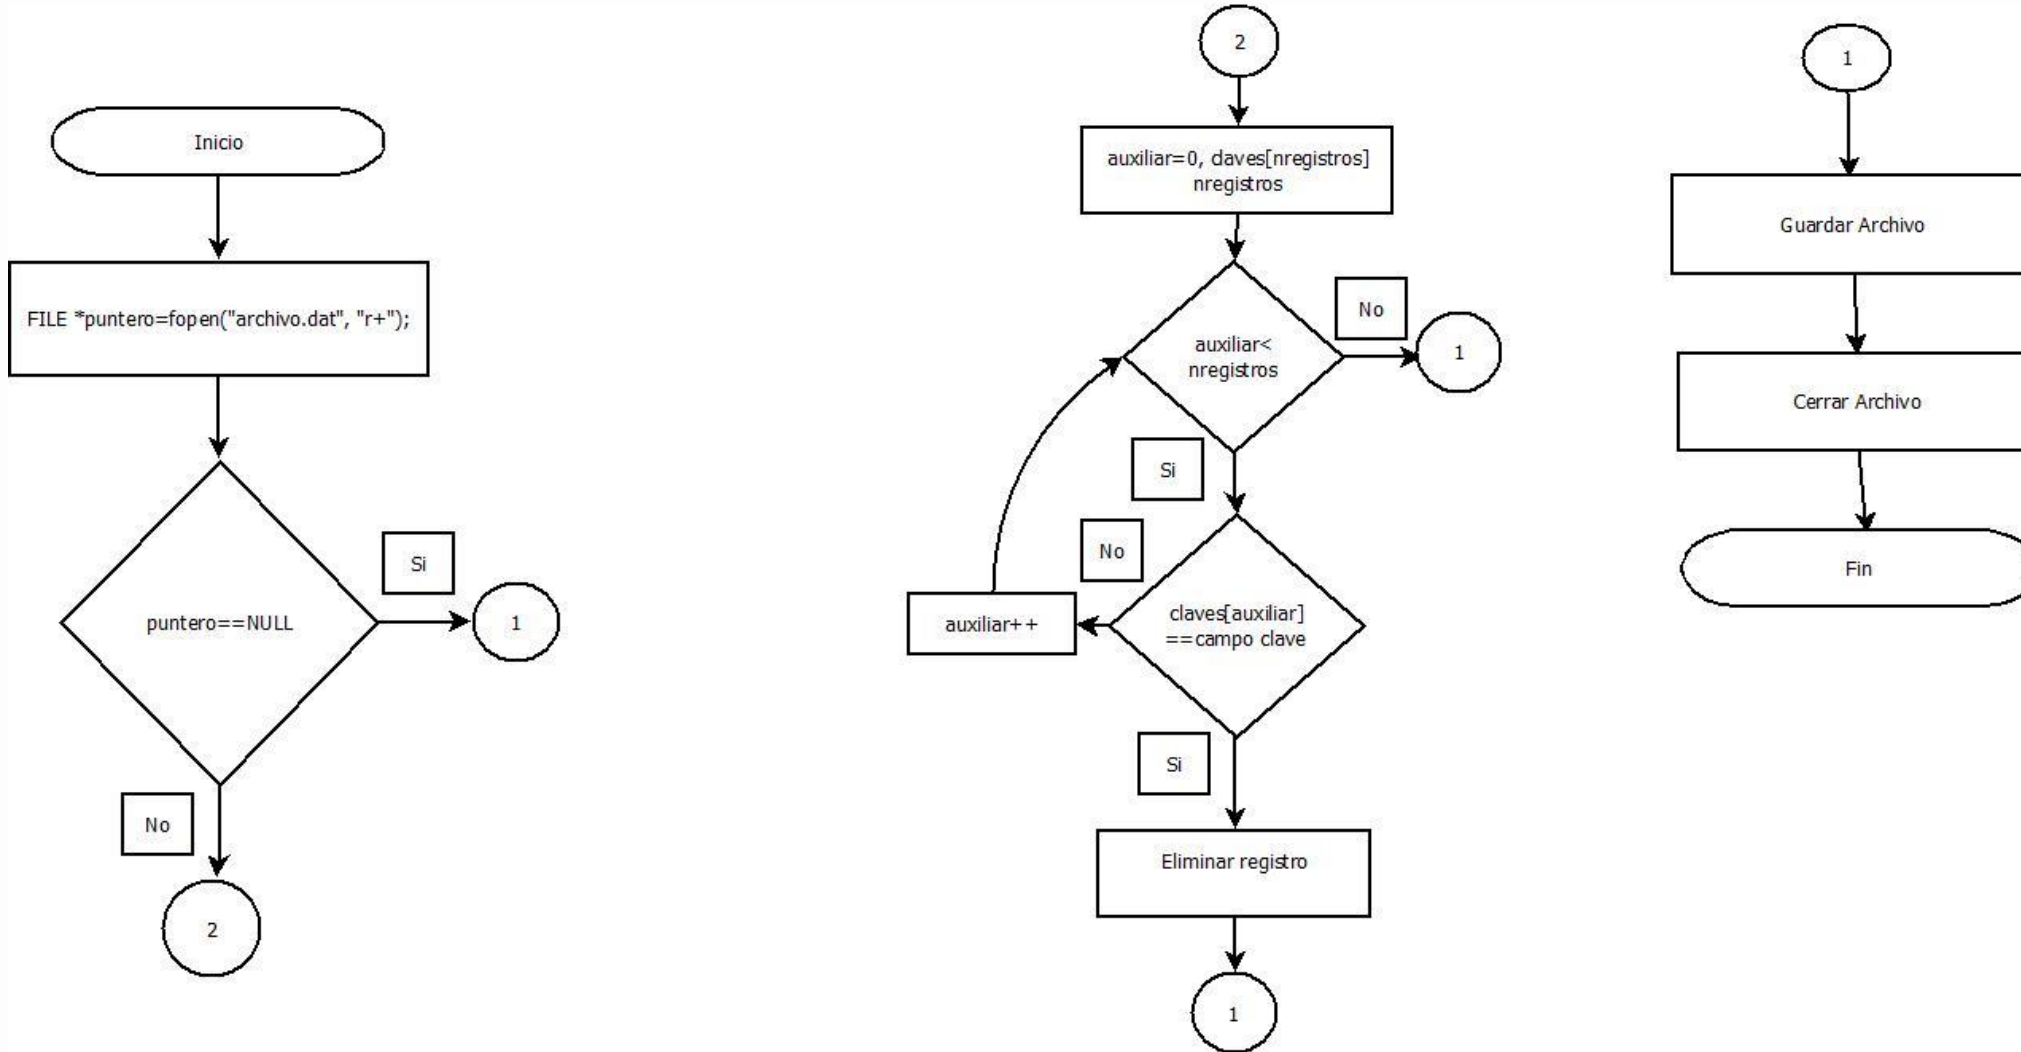 Inicio
FILE *puntero=fopen("archivo.dat", "r+");
puntero==NULL
Si
1
No
2
2
auxiliar=0, claves[nregistros]
nregistros
auxiliar<
nregistros
No
1
Si
No
claves[auxiliar]
==campo clave
auxiliar++
Si
Eliminar registro
1
1
Guardar Archivo
Cerrar Archivo
Fin